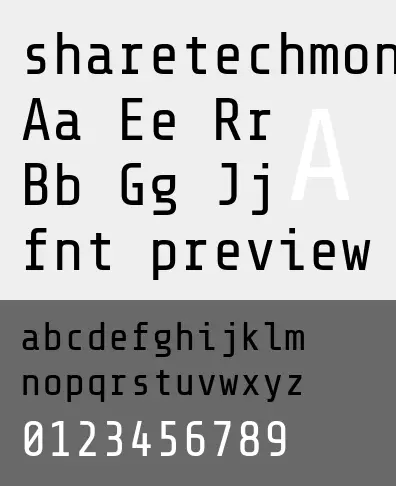 sharetechmon
Aa Ee Rr
A
Bb Gg Jj
fnt preview
abcdefghijklm
nopqrstuvwxyz
0123456789